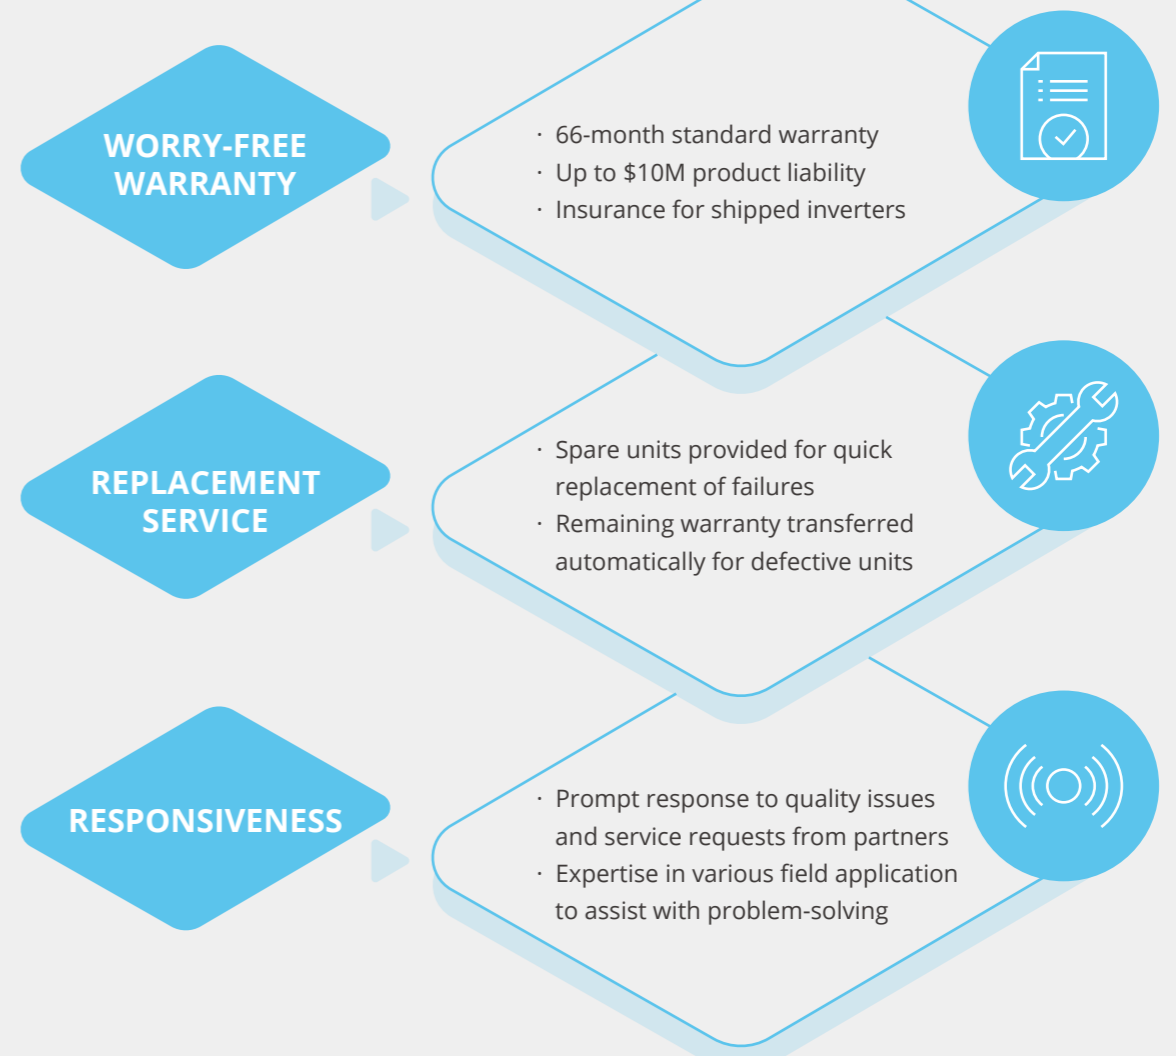 WORRY-FREE
WARRANTY
· 66-month standard warranty
· Up to $10M product liability
· Insurance for shipped inverters
REPLACEMENT
SERVICE
· Spare units provided for quick
replacement of failures
· Remaining warranty transferred
automatically for defective units
RESPONSIVENESS
· Prompt response to quality issues
and service requests from partners
· Expertise in various field application
to assist with problem-solving